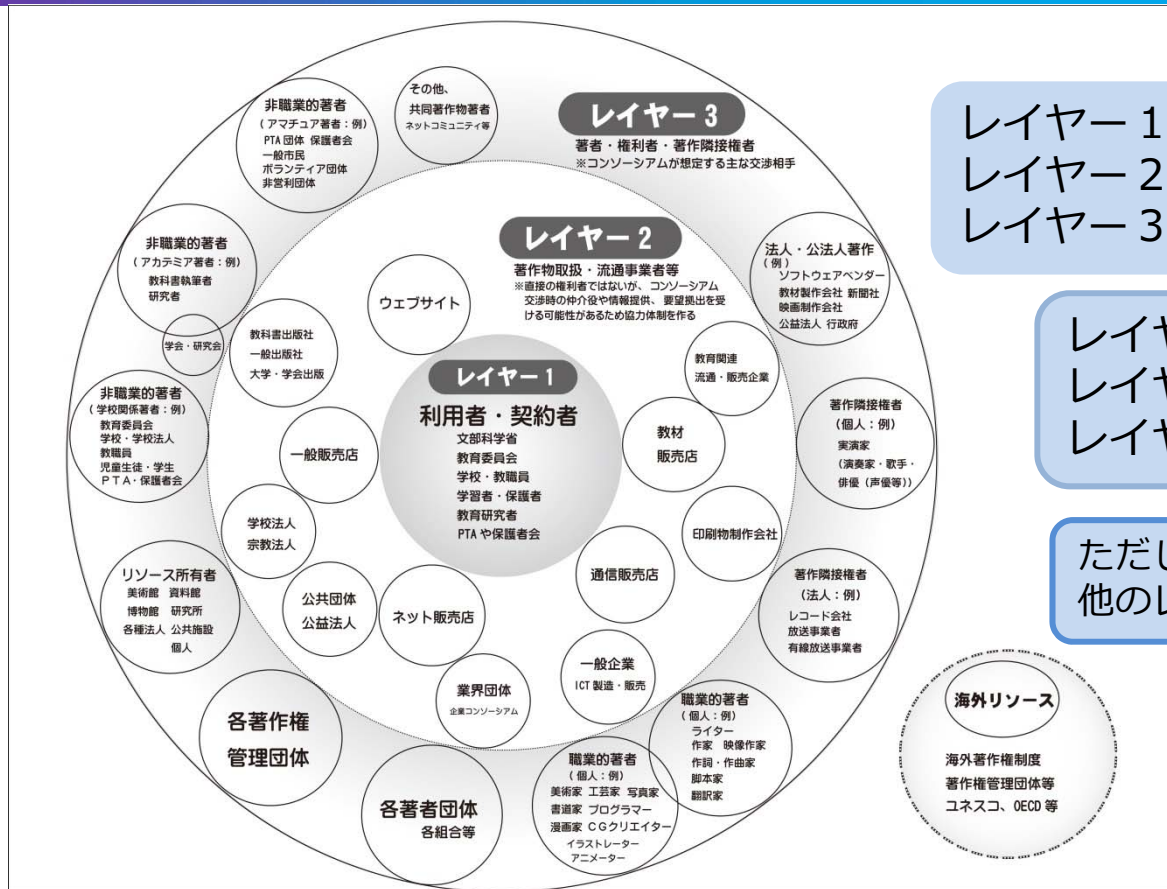 その他、
共同著作物著者
ネットコミュニティ等
非職業的著者
(アマチュア著者：例)
PTA団体 保護者会
一般市民
ボランティア団体
非営利団体
レイヤー3
著者・権利者・著作隣接権者
※コンソーシアムが想定する主な交渉相手
非職業的著者
(アカデミア著者：例)
教科書執筆者
研究者
学会・研究会
レイヤー2
著作物取扱・流通事業者等
※直接の権利者ではないが、コンソーシアム
交渉時の仲介役や情報提供、要望拠出を受
ける可能性があるため協力体制を作る
法人・公法人著作
(例)
ソフトウェアベンダー
教材製作会社 新聞社
映画制作会社
公益法人 行政府
ウェブサイト
教科書出版社
一般出版社
大学・学会出版
教育関連
流通・販売企業
レイヤー1
利用者・契約者
文部科学省
教育委員会
学校・教職員
学習者・保護者
教育研究者
PTAや保護者会
非職業的著者
(学校関係著者：例)
教育委員会
学校・学校法人
教職員
児童生徒・学生
PTA・保護者会
一般販売店
教材
販売店
著作隣接権者
(個人：例)
実演家
(演奏家・歌手・
俳優(声優等))
学校法人
宗教法人
印刷物制作会社
リソース所有者
美術館 資料館
博物館 研究所
各種法人 公共施設
個人
公共団体
公益法人
ネット販売店
通信販売店
著作隣接権者
(法人：例)
レコード会社
放送事業者
有線放送事業者
業界団体
企業コンソーシアム
一般企業
ICT製造・販売
各著作権
管理団体
各著者団体
各組合等
職業的著者
(個人：例)
美術家 工芸家 写真家
書道家 プログラマー
漫画家 CGクリエイター
イラストレーター
アニメーター
職業的著者
(個人：例)
ライター
作家 映像作家
作詞・作曲家
脚本家
翻訳家
海外リソース
海外著作権制度
著作権管理団体等
ユネスコ、OECD等
レイヤー1
レイヤー2
レイヤー3
レイヤ
レイヤ
レイヤ
ただし
他のレ